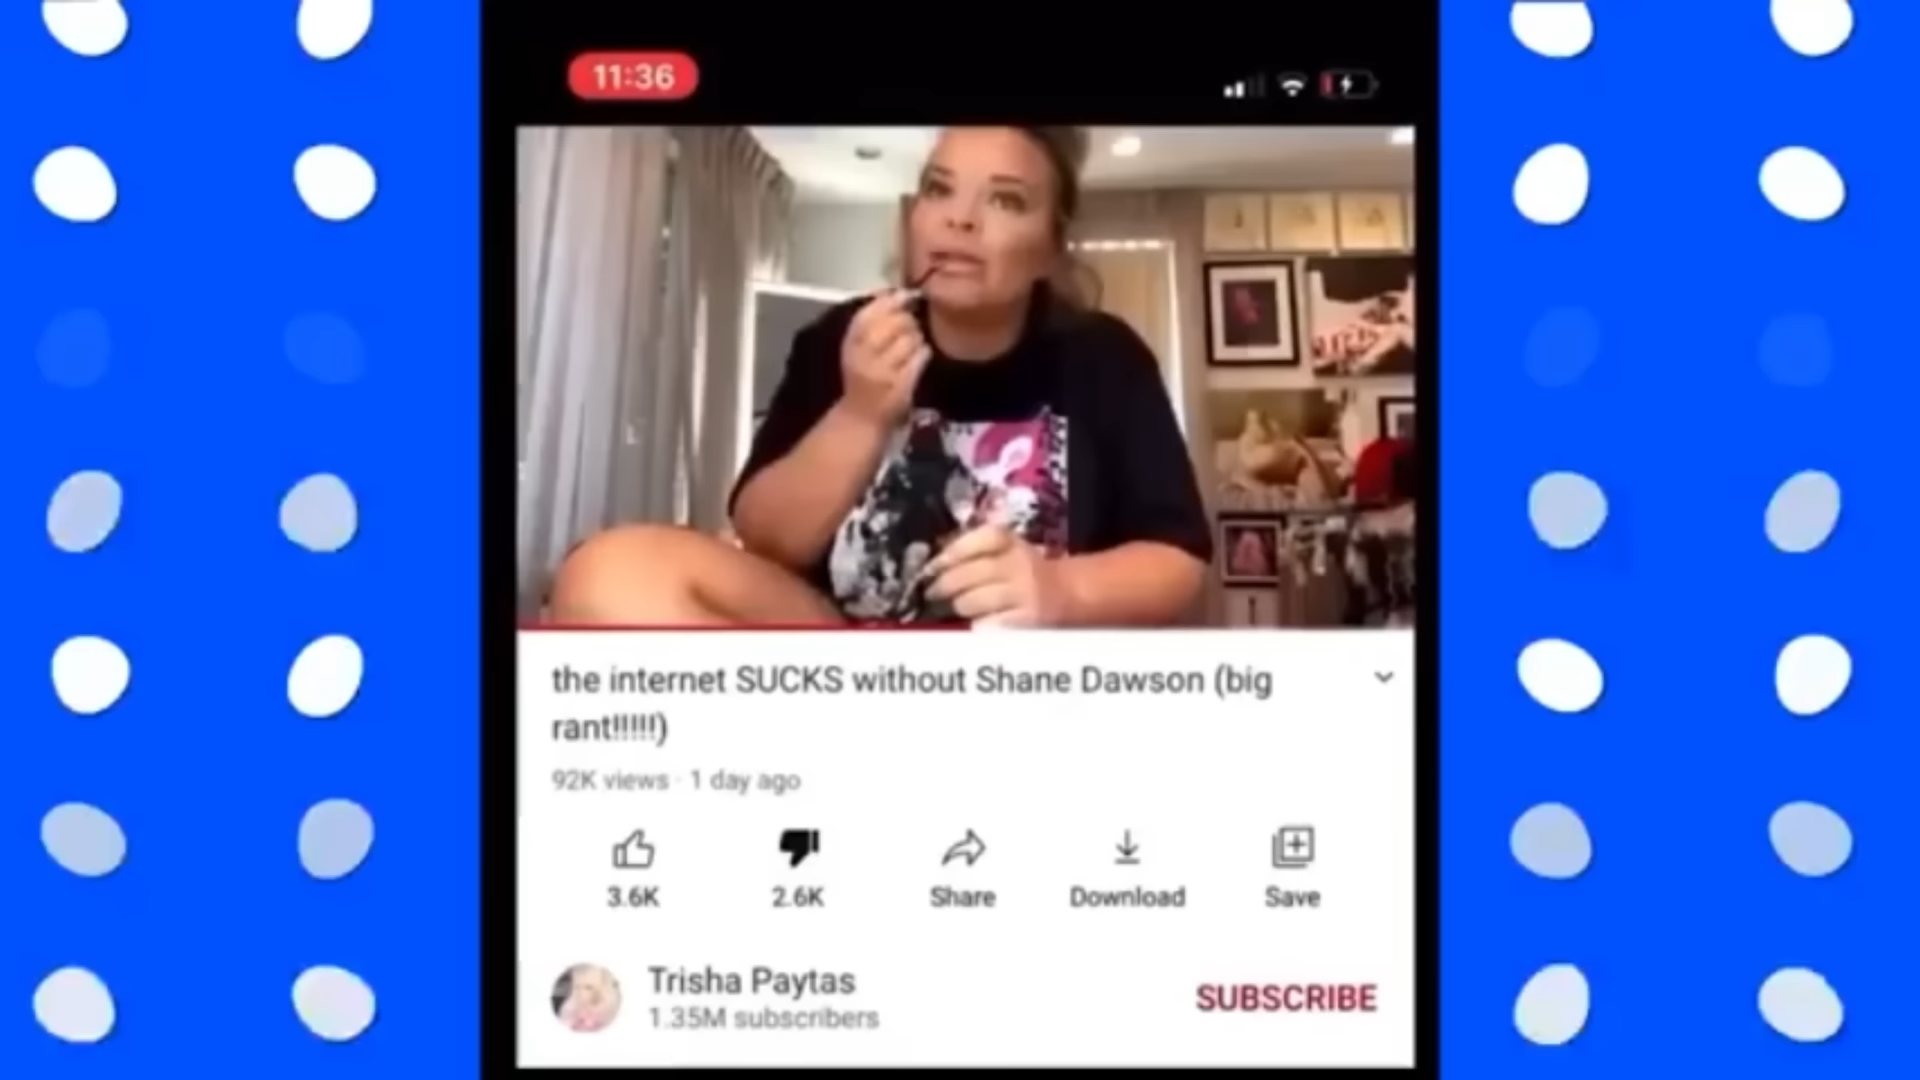 11:36
the internet SUCKS without Shane Dawson (big
rant!!!!!)
92K views · 1 day ago
3.6K
2.6K
Share
Download
Save
Trisha Paytas
1.35M subscribers
SUBSCRIBE